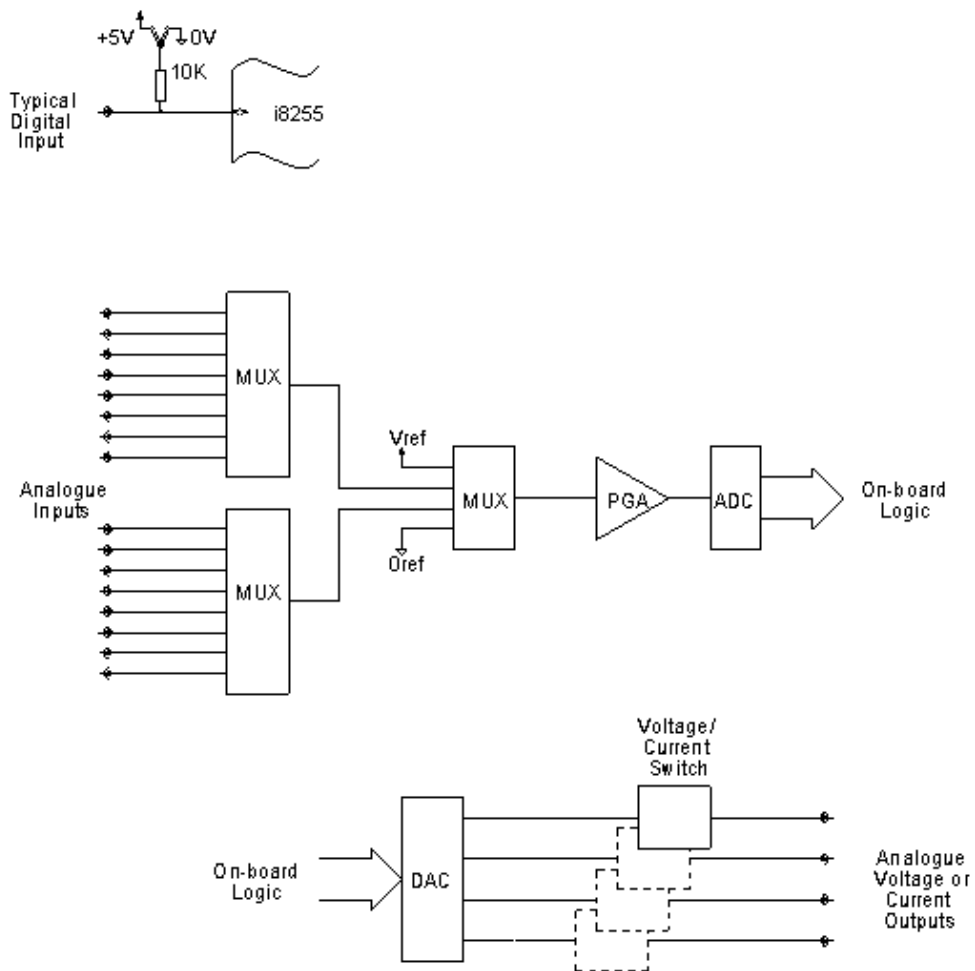 +5V
0V
10K
Typical
Digital
Input
i8255
MUX
Analogue
Inputs
MUX
Vref
MUX
0ref
PGA
ADC
On-board
Logic
Voltage/
Current
Switch
On-board
Logic
DAC
Analogue
Voltage or
Current
Outputs